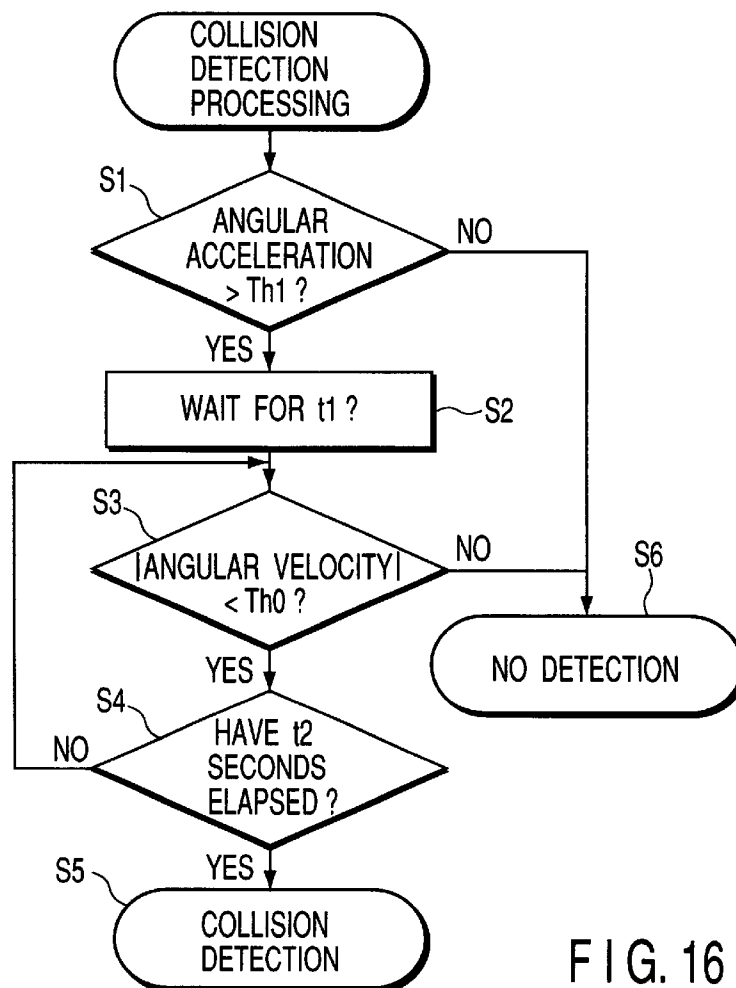 COLLISION
DETECTION
PROCESSING
S1
ANGULAR
ACCELERATION
> Th1 ?
NO
YES
WAIT FOR t1 ?
S2
S3
|ANGULAR VELOCITY|
< Th0 ?
NO
YES
S6
NO DETECTION
S4
HAVE t2
SECONDS
ELAPSED ?
NO
YES
S5
COLLISION
DETECTION
FIG. 16